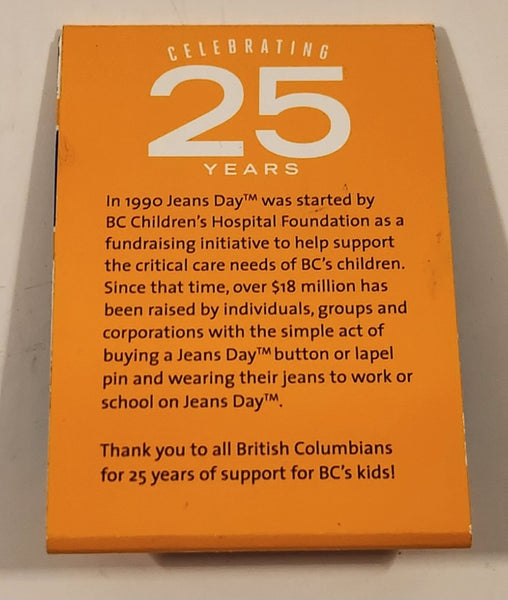 CELEBRATING
25
YEARS
In 1990 Jeans Day™ was started by
BC Children's Hospital Foundation as a
fundraising initiative to help support
the critical care needs of BC's children.
Since that time, over $18 million has
been raised by individuals, groups and
corporations with the simple act of
buying a Jeans Day™ button or lapel
pin and wearing their jeans to work or
school on Jeans Day™.
Thank you to all British Columbians
for 25 years of support for BC's kids!